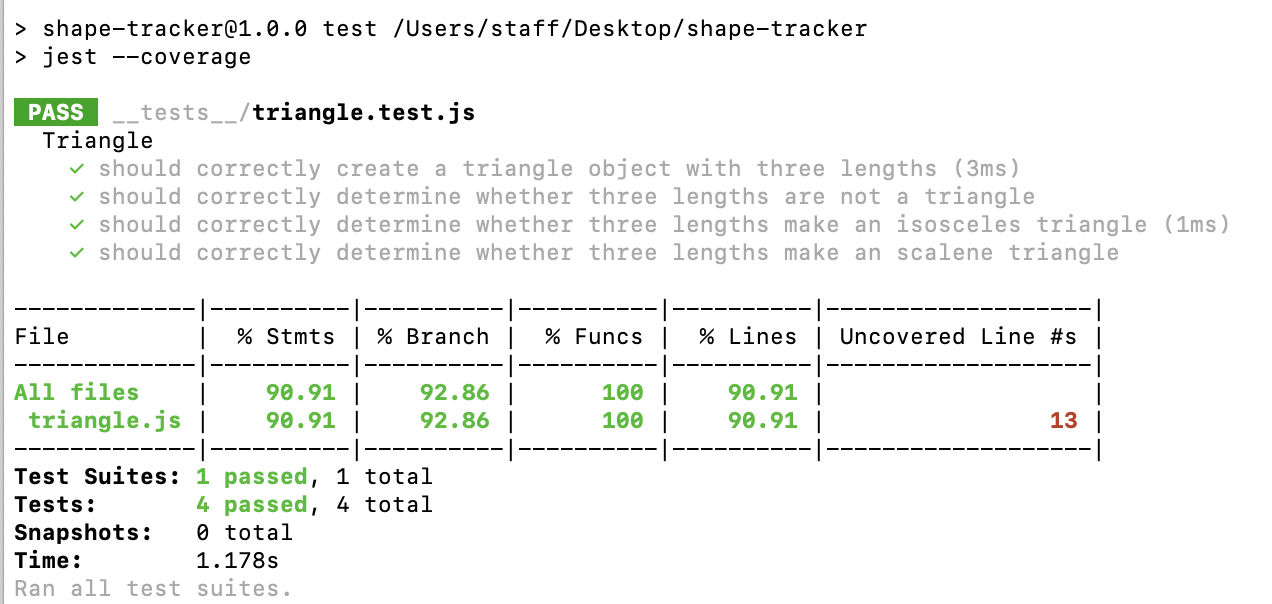 > shape-tracker@1.0.0 test /Users/staff/Desktop/shape-tracker
> jest --coverage
PASS __tests__/triangle.test.js
Triangle
✓ should correctly create a triangle object with three lengths (3ms)
✓ should correctly determine whether three lengths are not a triangle
✓ should correctly determine whether three lengths make an isosceles triangle (1ms)
✓ should correctly determine whether three lengths make an scalene triangle
-------------|----------|----------|----------|----------|-------------------|
File         |  % Stmts | % Branch |  % Funcs |  % Lines | Uncovered Line #s |
-------------|----------|----------|----------|----------|-------------------|
All files    |    90.91 |    92.86 |      100 |    90.91 |                   |
 triangle.js |    90.91 |    92.86 |      100 |    90.91 |                13 |
-------------|----------|----------|----------|----------|-------------------|
Test Suites: 1 passed, 1 total
Tests:       4 passed, 4 total
Snapshots:   0 total
Time:        1.178s
Ran all test suites.